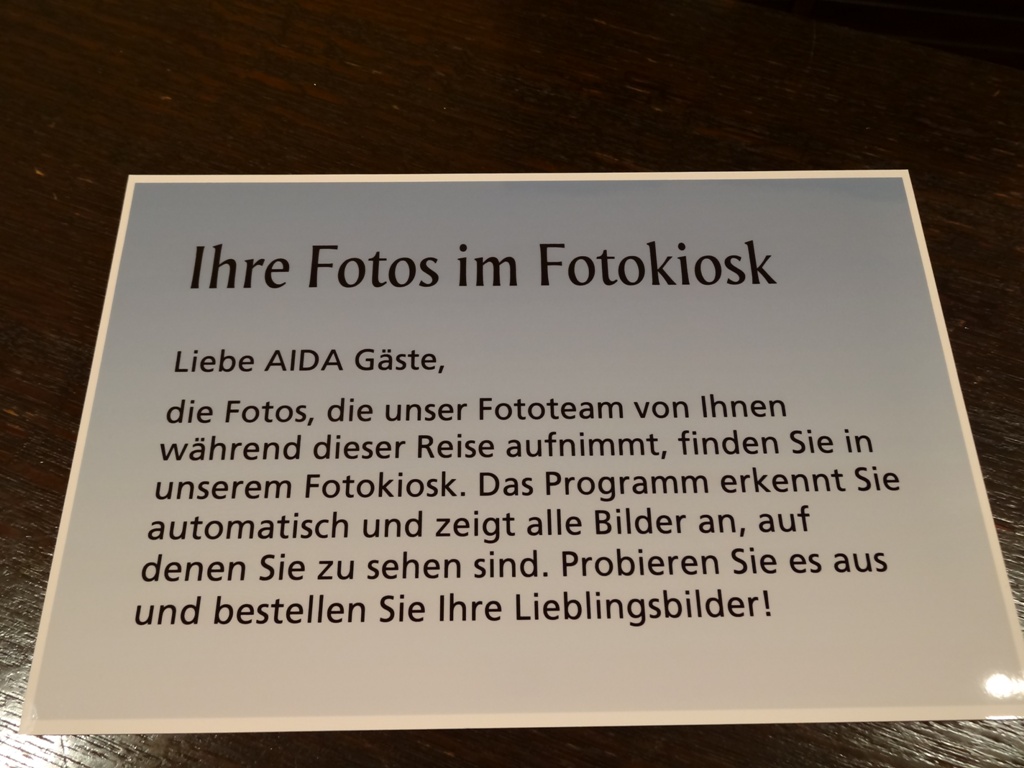 Ihre Fotos im Fotokiosk
Liebe AIDA Gäste,
die Fotos, die unser Fototeam von Ihnen
während dieser Reise aufnimmt, finden Sie in
unserem Fotokiosk. Das Programm erkennt Sie
automatisch und zeigt alle Bilder an, auf
denen Sie zu sehen sind. Probieren Sie es aus
und bestellen Sie Ihre Lieblingsbilder!